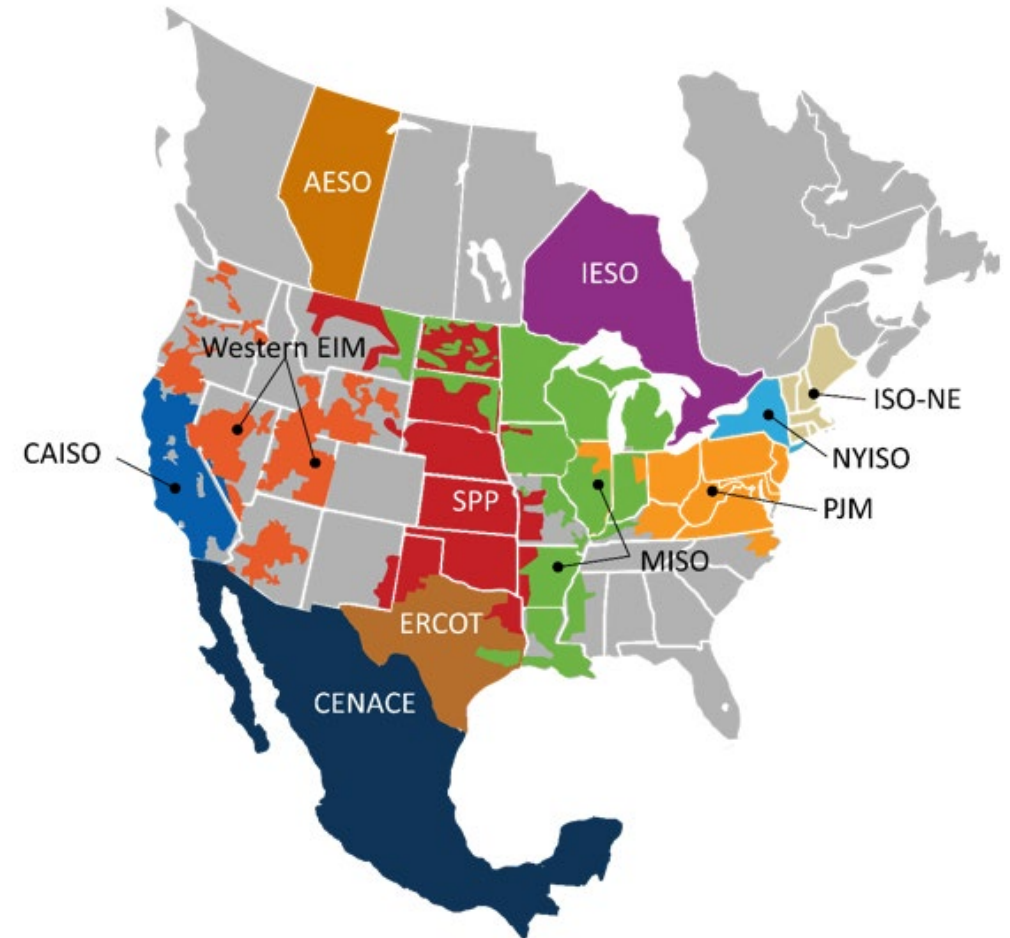 AESO
IESO
Western EIM
ISO-NE
CAISO
NYISO
SPP
PJM
MISO
ERCOT
CENACE